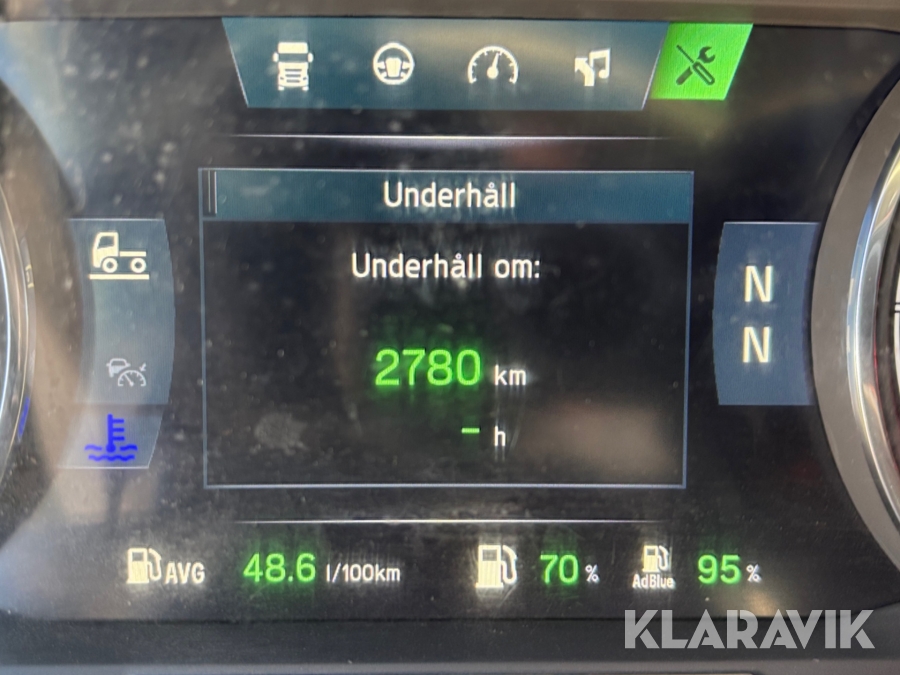 Underhåll
Underhåll om:
2780 km
- h
N
N
AVG 48.6 l/100km
70 %
AdBlue 95 %
KLARAVIK